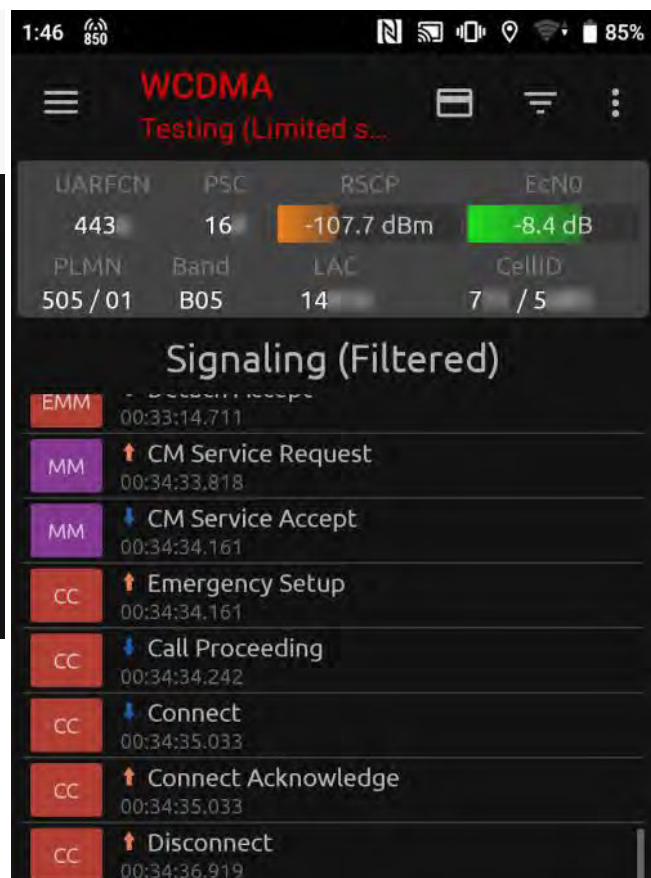 1:46 850 85%
WCDMA
Testing (Limited s...
UARFCN PSC RSCP EcN0
443 16 -107.7 dBm -8.4 dB
PLMN Band LAC CellID
505 / 01 B05 14 7 / 5
Signaling (Filtered)
EMM Detach Accept
00:33:14.711
MM CM Service Request
00:34:33.818
MM CM Service Accept
00:34:34.161
CC Emergency Setup
00:34:34.161
CC Call Proceeding
00:34:34.242
CC Connect
00:34:35.033
CC Connect Acknowledge
00:34:35.033
CC Disconnect
00:34:36.919